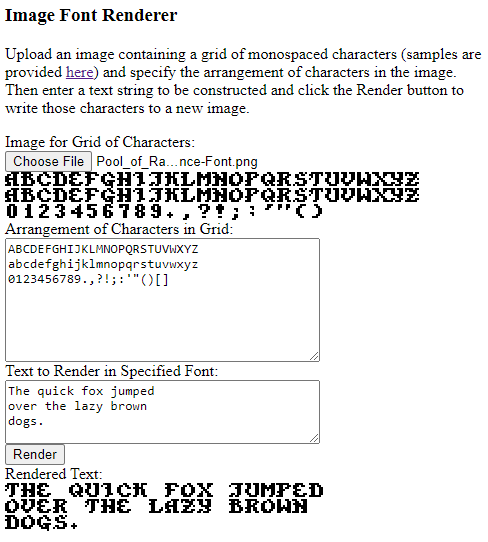 Image Font Renderer
Upload an image containing a grid of monospaced characters (samples are
provided here) and specify the arrangement of characters in the image.
Then enter a text string to be constructed and click the Render button to
write those characters to a new image.
Image for Grid of Characters:
Choose File Pool_of_Ra...nce-Font.png
ABCDEFGHIJKLMNOPQRSTUVWXYZ
ABCDEFGHIJKLMNOPQRSTUVWXYZ
0123456789.,?!;:'"()
Arrangement of Characters in Grid:
ABCDEFGHIJKLMNOPQRSTUVWXYZ
abcdefghijklmnopqrstuvwxyz
0123456789.,?!;:'"()[]
Text to Render in Specified Font:
The quick fox jumped
over the lazy brown
dogs.
Render
Rendered Text:
THE QUICK FOX JUMPED
OVER THE LAZY BROWN
DOGS.